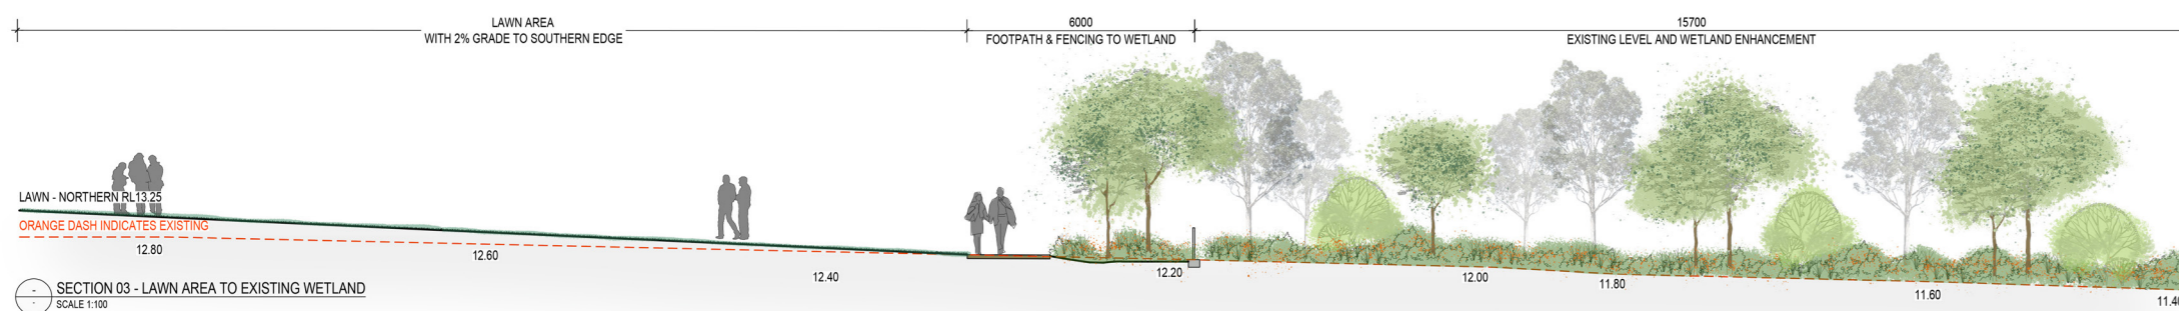 LAWN AREA
WITH 2% GRADE TO SOUTHERN EDGE
6000
FOOTPATH & FENCING TO WETLAND
15700
EXISTING LEVEL AND WETLAND ENHANCEMENT
LAWN - NORTHERN RL13.25
ORANGE DASH INDICATES EXISTING
12.80
12.60
12.40
12.20
12.00
11.80
11.60
11.40
SECTION 03 - LAWN AREA TO EXISTING WETLAND
SCALE 1:100